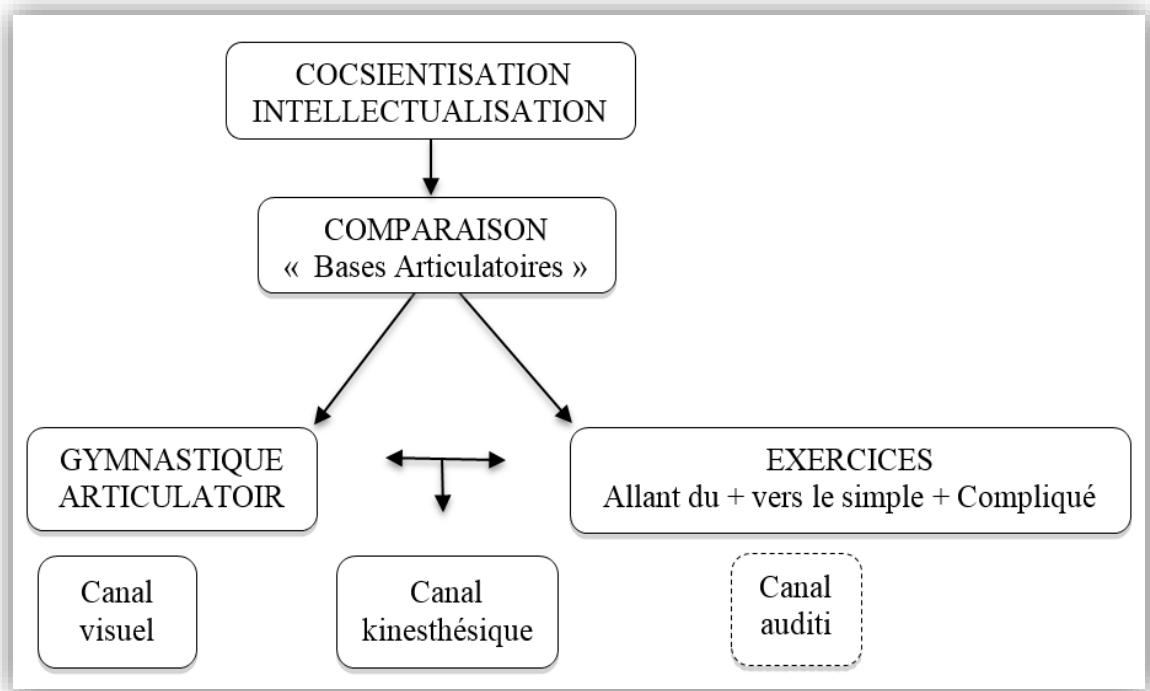 COCSIENTISATION
INTELLECTUALISATION
COMPARAISON
«  Bases Articulatoires »
GYMNASTIQUE
ARTICULATOIR
EXERCICES
Allant du + vers le simple + Compliqué
Canal
visuel
Canal
kinesthésique
Canal
auditi